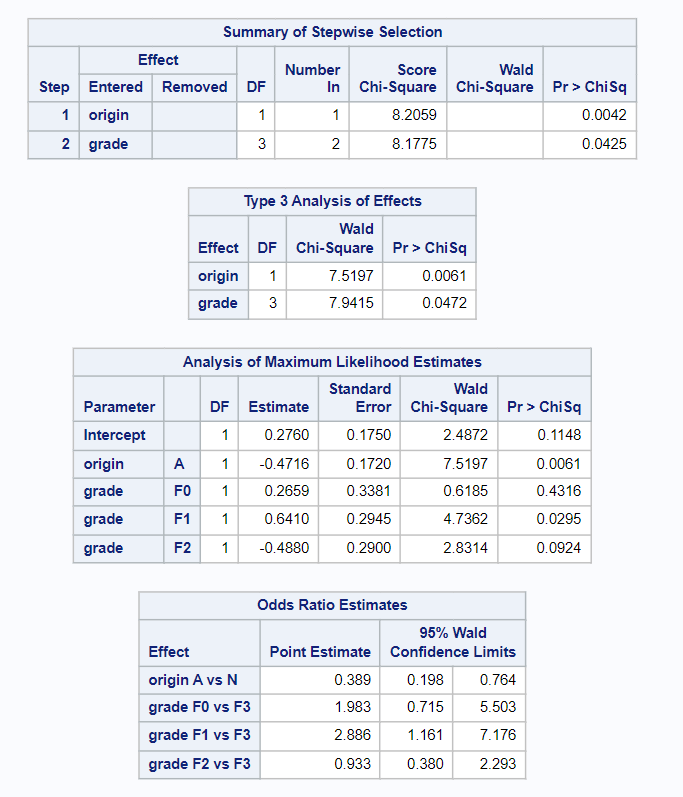 Summary of Stepwise Selection
Step Effect DF Number In Score Chi-Square Wald Chi-Square Pr > ChiSq
Entered Removed
1 origin 1 1 8.2059 0.0042
2 grade 3 2 8.1775 0.0425
Type 3 Analysis of Effects
Effect DF Wald Chi-Square Pr > ChiSq
origin 1 7.5197 0.0061
grade 3 7.9415 0.0472
Analysis of Maximum Likelihood Estimates
Parameter DF Estimate Standard Error Wald Chi-Square Pr > ChiSq
Intercept 1 0.2760 0.1750 2.4872 0.1148
origin A 1 -0.4716 0.1720 7.5197 0.0061
grade F0 1 0.2659 0.3381 0.6185 0.4316
grade F1 1 0.6410 0.2945 4.7362 0.0295
grade F2 1 -0.4880 0.2900 2.8314 0.0924
Odds Ratio Estimates
Effect Point Estimate 95% Wald Confidence Limits
origin A vs N 0.389 0.198 0.764
grade F0 vs F3 1.983 0.715 5.503
grade F1 vs F3 2.886 1.161 7.176
grade F2 vs F3 0.933 0.380 2.293